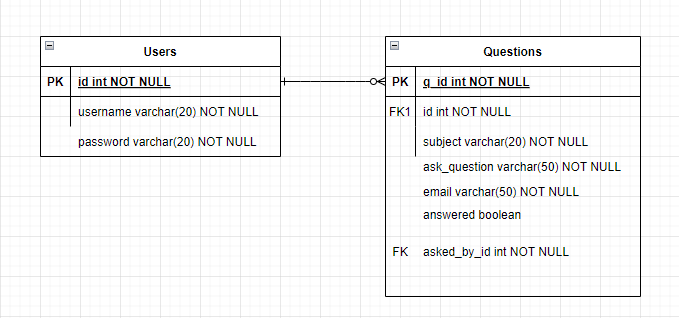 Users
PK id int NOT NULL
username varchar(20) NOT NULL
password varchar(20) NOT NULL
Questions
PK q_id int NOT NULL
FK1 id int NOT NULL
subject varchar(20) NOT NULL
ask_question varchar(50) NOT NULL
email varchar(50) NOT NULL
answered boolean
FK asked_by_id int NOT NULL